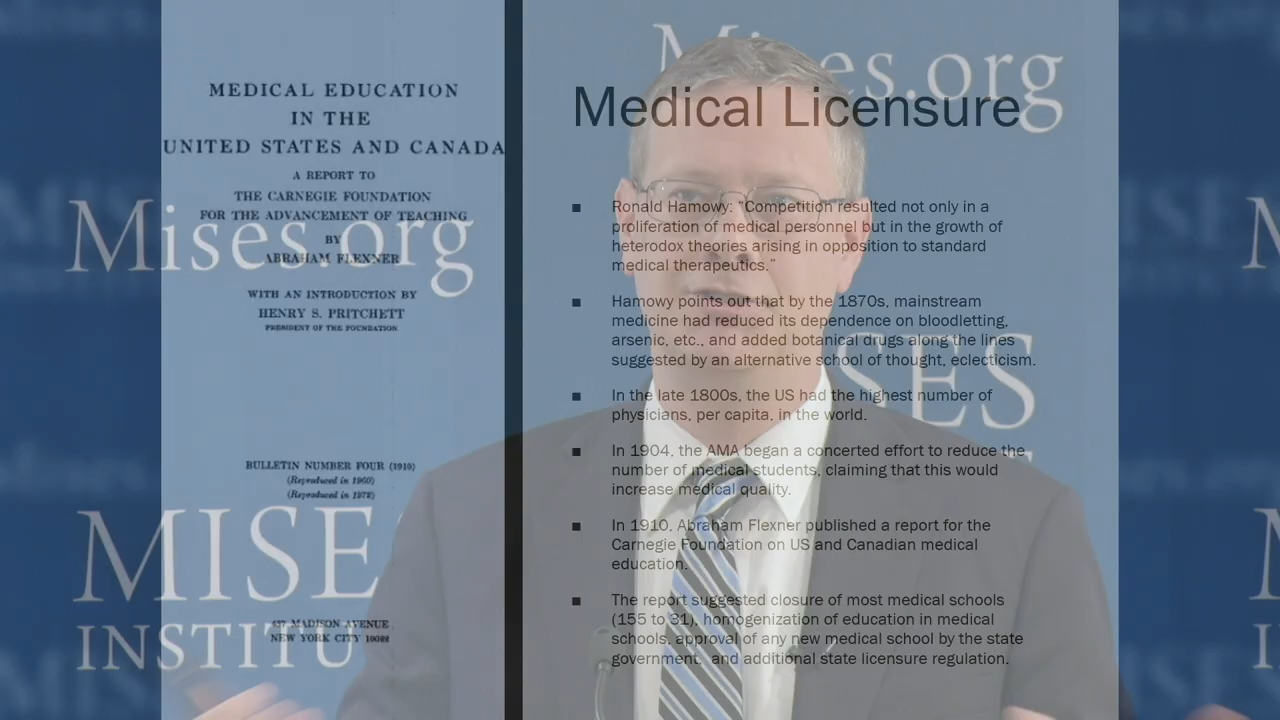 MEDICAL EDUCATION
IN THE
UNITED STATES AND CANADA
A REPORT TO
THE CARNEGIE FOUNDATION
FOR THE ADVANCEMENT OF TEACHING
BY
ABRAHAM FLEXNER
WITH AN INTRODUCTION BY
HENRY S. PRITCHETT
PRESIDENT OF THE FOUNDATION
BULLETIN NUMBER FOUR (1910)
(Reproduced in 1960)
(Reproduced in 1972)
437 MADISON AVENUE
NEW YORK CITY 10022
Mises.org
MISE
INSTITU
Mises.org
SES
Medical Licensure
■ Ronald Hamowy: “Competition resulted not only in a
proliferation of medical personnel but in the growth of
heterodox theories arising in opposition to standard
medical therapeutics.”
■ Hamowy points out that by the 1870s, mainstream
medicine had reduced its dependence on bloodletting,
arsenic, etc., and added botanical drugs along the lines
suggested by an alternative school of thought, eclecticism.
■ In the late 1800s, the US had the highest number of
physicians, per capita, in the world.
■ In 1904, the AMA began a concerted effort to reduce the
number of medical students, claiming that this would
increase medical quality.
■ In 1910, Abraham Flexner published a report for the
Carnegie Foundation on US and Canadian medical
education.
■ The report suggested closure of most medical schools
(155 to 31), homogenization of education in medical
schools, approval of any new medical school by the state
government, and additional state licensure regulation.